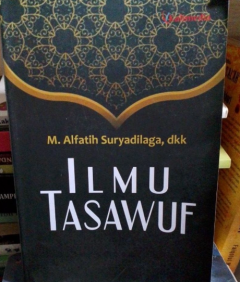 M. Alfatih Suryadilaga, dkk
ILMU
TASAWUF